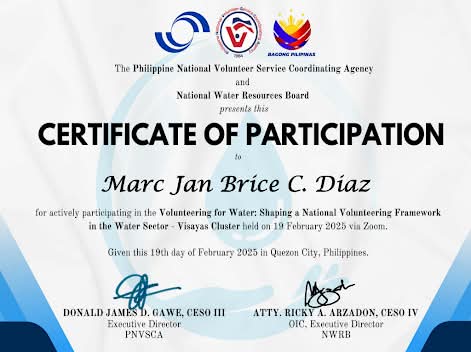 BAGONG PILIPINAS
The Philippine National Volunteer Service Coordinating Agency
and
National Water Resources Board
presents this
CERTIFICATE OF PARTICIPATION
to
Marc Jan Brice C. Diaz
for actively participating in the Volunteering for Water: Shaping a National Volunteering Framework
in the Water Sector - Visayas Cluster held on 19 February 2025 via Zoom.
Given this 19th day of February 2025 in Quezon City, Philippines.
DONALD JAMES D. GAWE, CESO III
Executive Director
PNVSCA
ATTY. RICKY A. ARZADON, CESO IV
OIC, Executive Director
NWRB